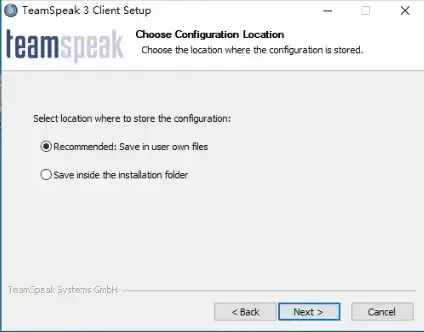 TeamSpeak 3 Client Setup
teamspeak
Choose Configuration Location
Choose the location where the configuration is stored.
Select location where to store the configuration:
Recommended: Save in user own files
Save inside the installation folder
TeamSpeak Systems GmbH
< Back
Next >
Cancel